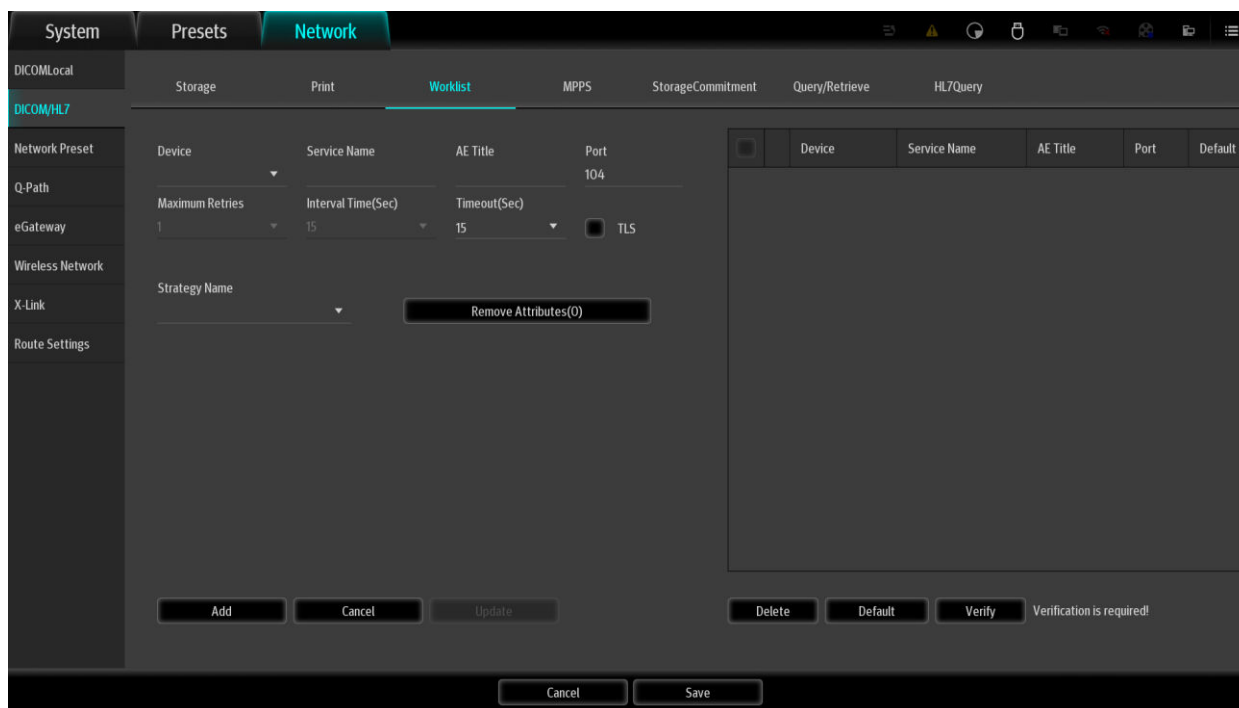 System Presets Network
DICOMLocal
DICOM/HL7
Network Preset
Q-Path
eGateway
Wireless Network
X-Link
Route Settings
Storage Print Worklist MPPS StorageCommitment Query/Retrieve HL7Query
Device Service Name AE Title Port
104
Maximum Retries Interval Time(Sec) Timeout(Sec)
1 15 15 TLS
Strategy Name
Remove Attributes(0)
Device Service Name AE Title Port Default
Add Cancel Update
Delete Default Verify Verification is required!
Cancel Save